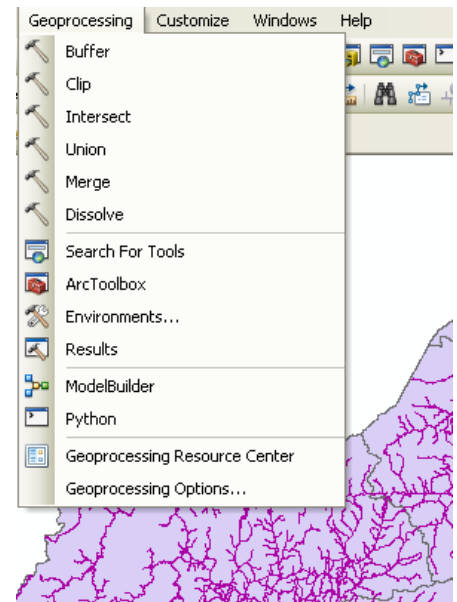 Geoprocessing Customize Windows Help
Buffer
Clip
Intersect
Union
Merge
Dissolve
Search For Tools
ArcToolbox
Environments...
Results
ModelBuilder
Python
Geoprocessing Resource Center
Geoprocessing Options...